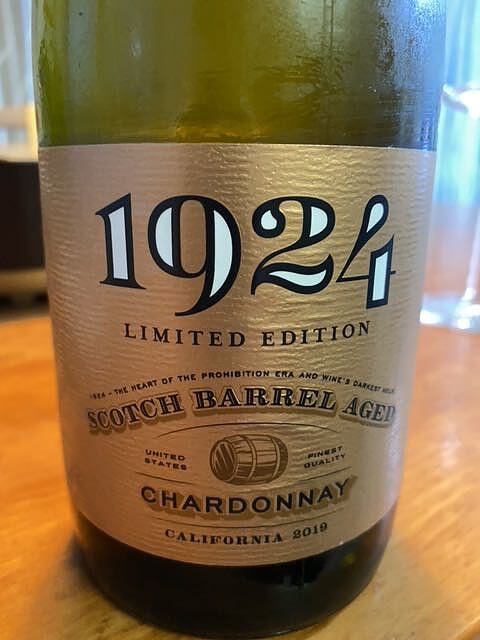 1924
LIMITED EDITION
1924 - THE HEART OF THE PROHIBITION ERA AND WINE'S DARKEST HOUR
SCOTCH BARREL AGED
UNITED STATES
FINEST QUALITY
CHARDONNAY
CALIFORNIA 2019